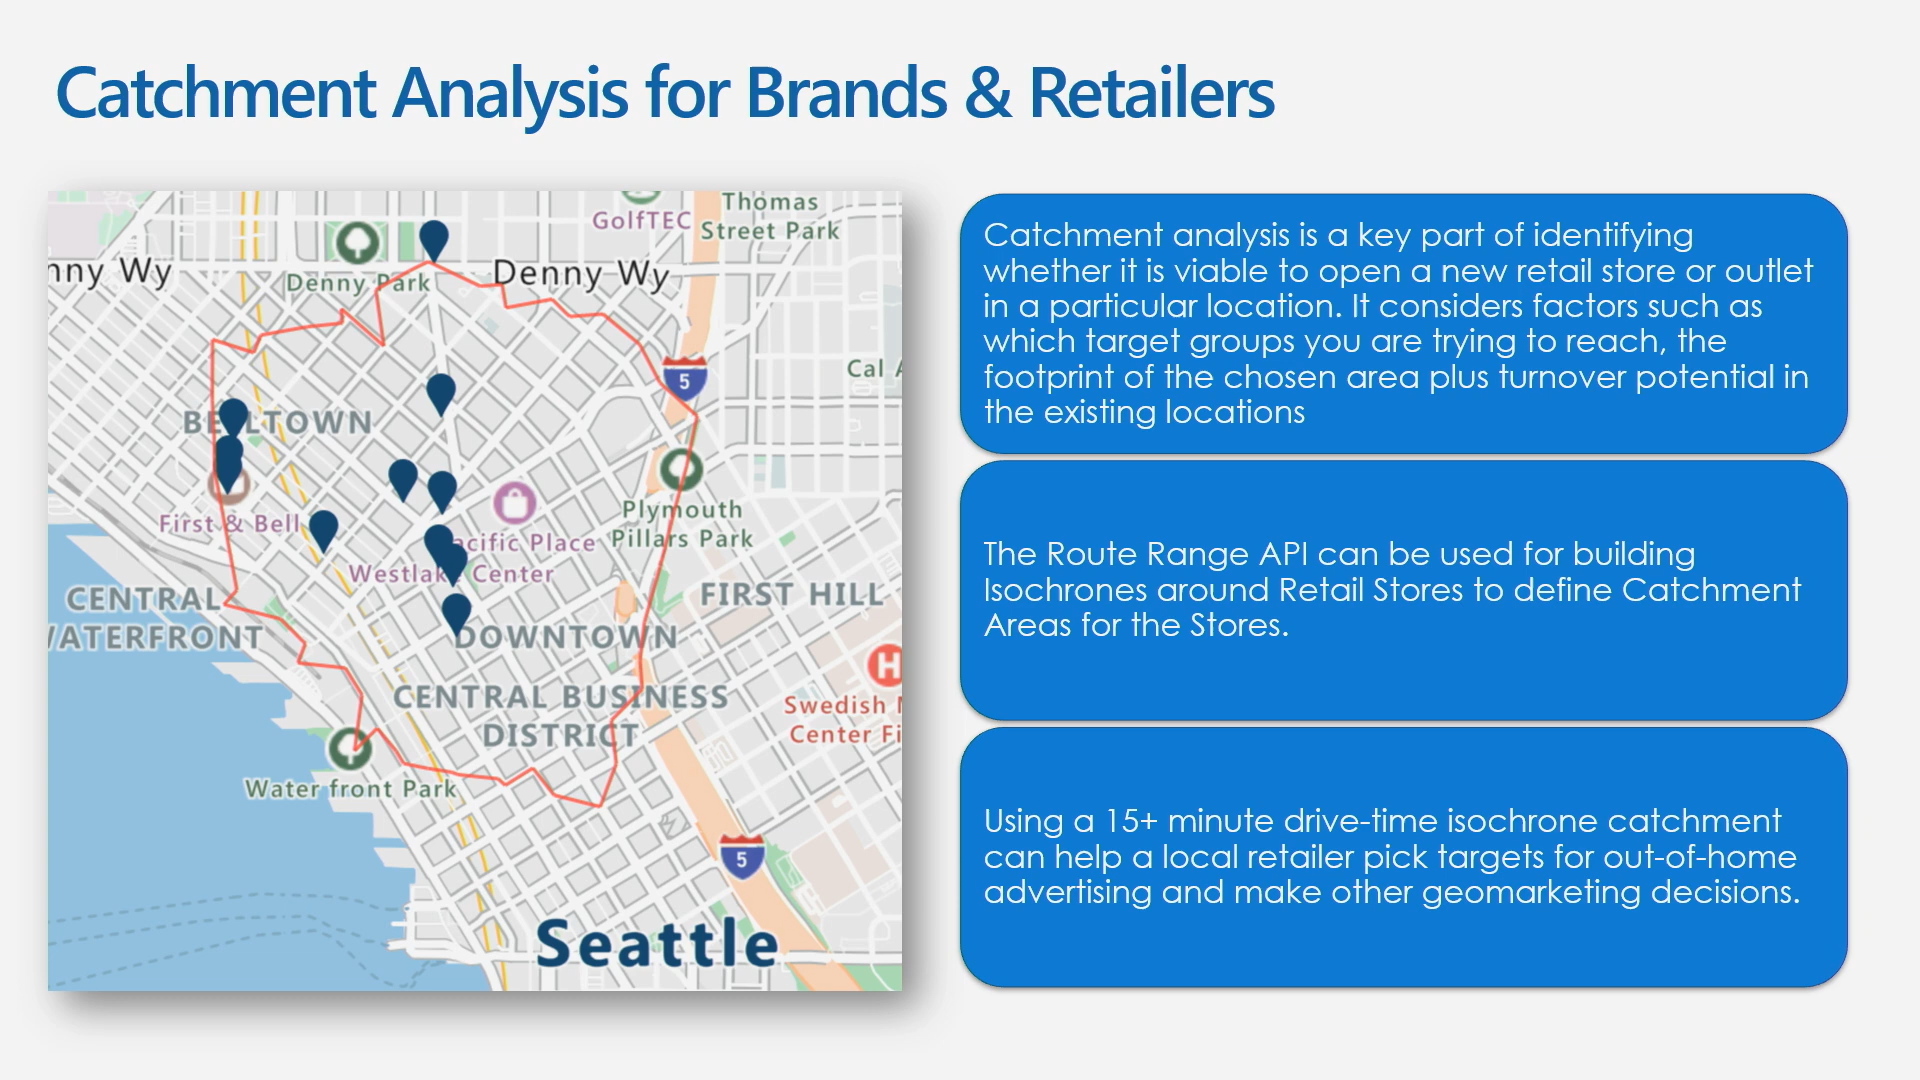 Catchment Analysis for Brands & Retailers
Thomas
GolfTEC
Street Park
nny Wy
Denny Park
Denny Wy
Cal
5
BELLTOWN
Plymouth
First & Bell
Pillars Park
acific Place
Westlake Center
CENTRAL
FIRST HILL
WATERFRONT
DOWNTOWN
H
CENTRAL BUSINESS
Swedish
DISTRICT
Center Fi
Water front Park
5
Seattle
Catchment analysis is a key part of identifying
whether it is viable to open a new retail store or outlet
in a particular location. It considers factors such as
which target groups you are trying to reach, the
footprint of the chosen area plus turnover potential in
the existing locations
The Route Range API can be used for building
Isochrones around Retail Stores to define Catchment
Areas for the Stores.
Using a 15+ minute drive-time isochrone catchment
can help a local retailer pick targets for out-of-home
advertising and make other geomarketing decisions.